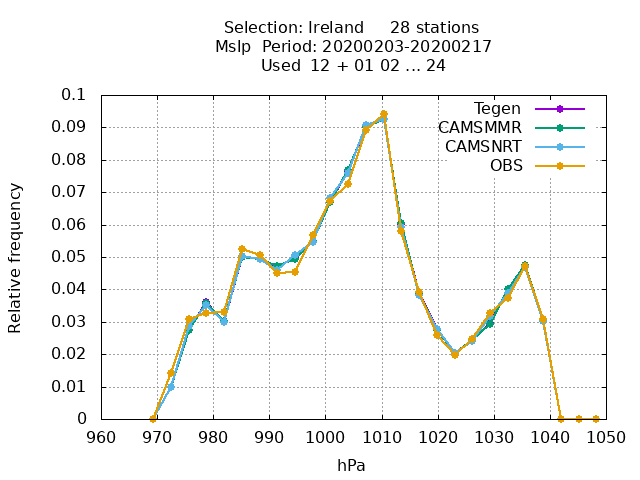 Selection: Ireland 28 stations
Mslp Period: 20200203-20200217
Used 12 + 01 02 ... 24
0.1
0.09
0.08
0.07
0.06
0.05
0.04
0.03
0.02
0.01
0
Relative frequency
Tegen
CAMSMMR
CAMSNRT
OBS
960 970 980 990 1000 1010 1020 1030 1040 1050
hPa